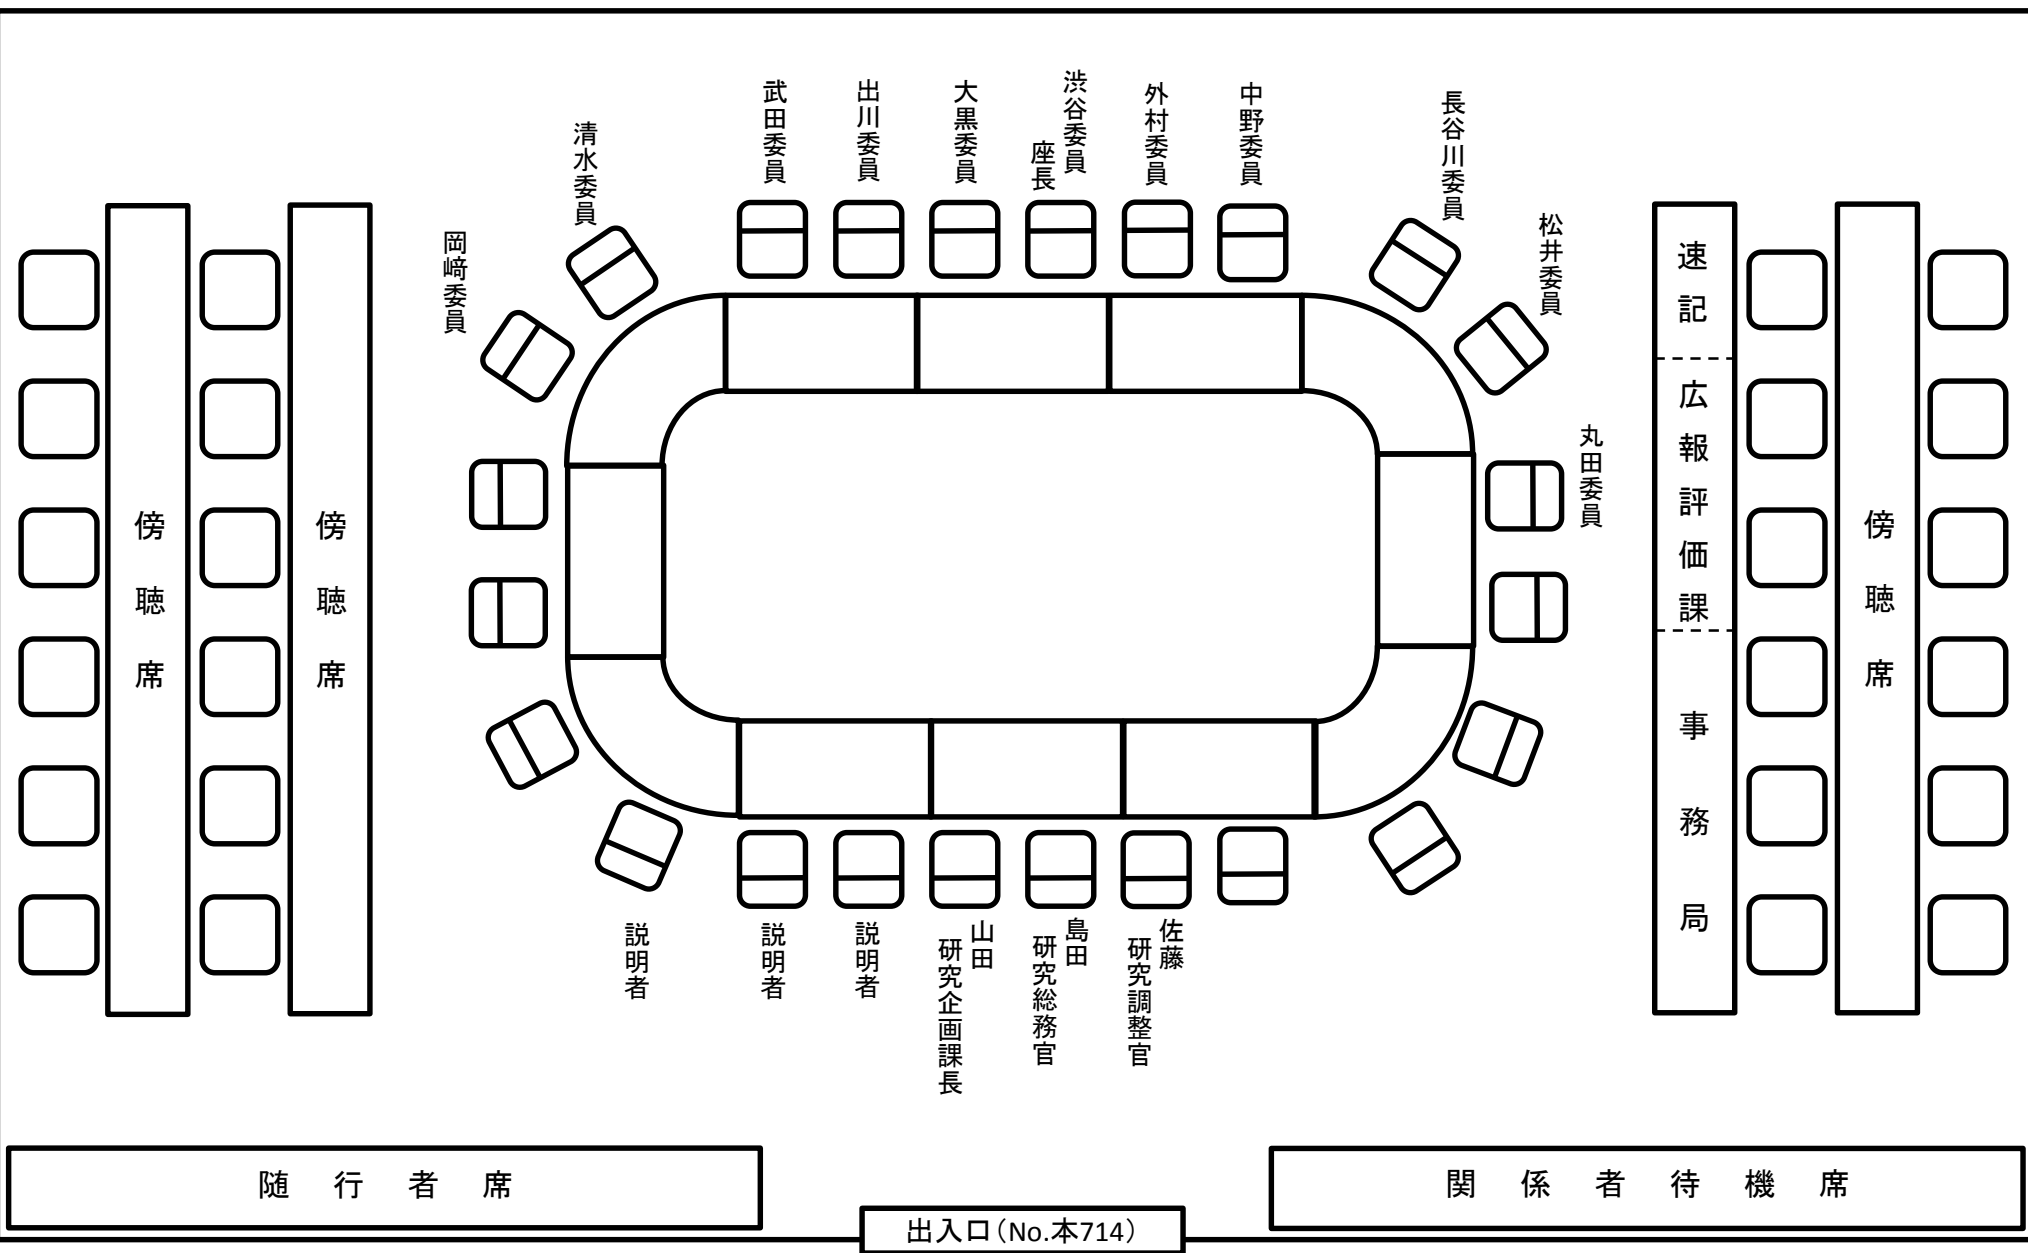 岡﨑委員
清水委員
武田委員
出川委員
大黒委員
渋谷委員
座長
外村委員
中野委員
長谷川委員
松井委員
丸田委員
傍聴席
傍聴席
速記
広報評価課
事務局
傍聴席
説明者
説明者
説明者
山田
研究企画課長
島田
研究総務官
佐藤
研究調整官
随行者席
関係者待機席
出入口（No.本714）